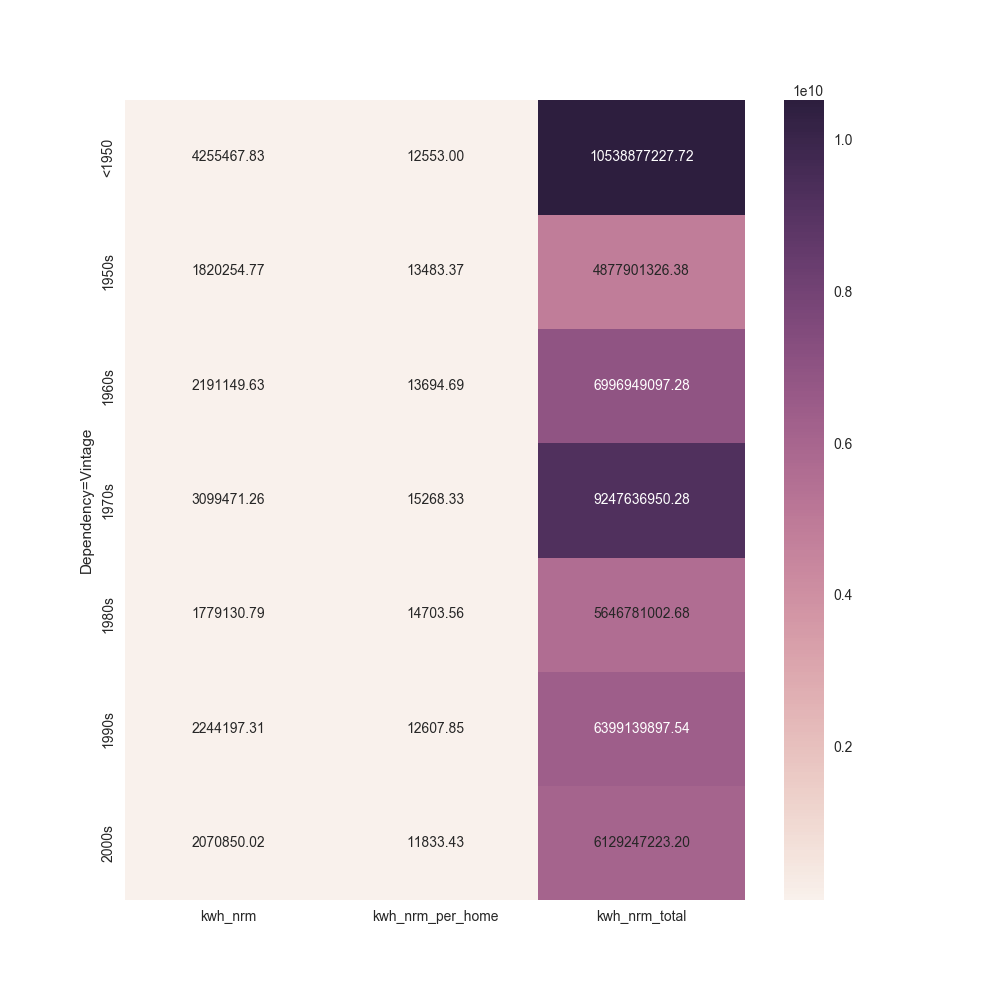 1e10
<1950 4255467.83 12553.00 10538877227.72
1950s 1820254.77 13483.37 4877901326.38
1960s 2191149.63 13694.69 6996949097.28
1970s 3099471.26 15268.33 9247636950.28
1980s 1779130.79 14703.56 5646781002.68
1990s 2244197.31 12607.85 6399139897.54
2000s 2070850.02 11833.43 6129247223.20
Dependency=Vintage
kwh_nrm kwh_nrm_per_home kwh_nrm_total
1.0
0.8
0.6
0.4
0.2